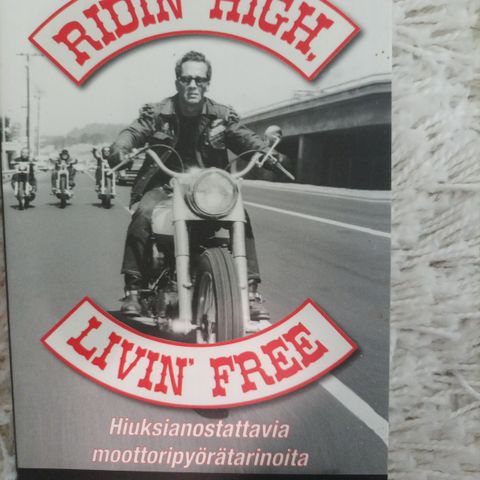 RIDIN' HIGH,
LIVIN' FREE
Hiuksianostattavia
moottoripyörätarinoita